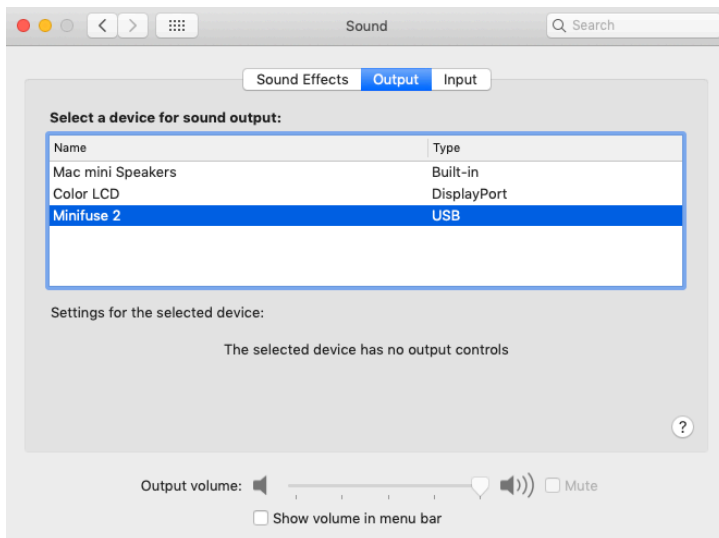 Sound
Search
Sound Effects Output Input
Select a device for sound output:
Name Type
Mac mini Speakers Built-in
Color LCD DisplayPort
Minifuse 2 USB
Settings for the selected device:
The selected device has no output controls
?
Output volume: Mute
Show volume in menu bar